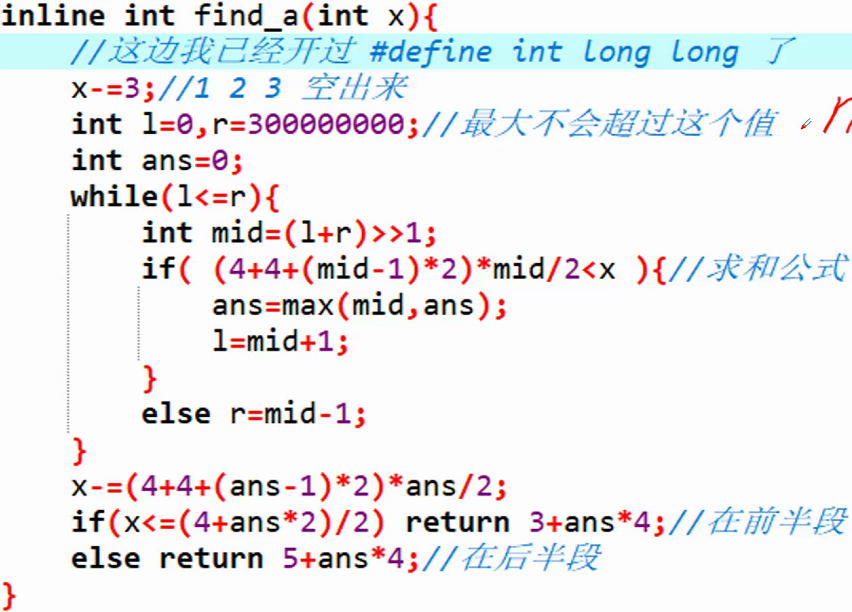 inline int find_a(int x){
//这边我已经开过 #define int long long 了
x-=3;//1 2 3 空出来
int l=0,r=300000000;//最大不会超过这个值
int ans=0;
while(l<=r){
int mid=(l+r)>>1;
if( (4+4+(mid-1)*2)*mid/2<x ){//求和公式
ans=max(mid,ans);
l=mid+1;
}
else r=mid-1;
}
x-=(4+4+(ans-1)*2)*ans/2;
if(x<=(4+ans*2)/2) return 3+ans*4;//在前半段
else return 5+ans*4;//在后半段
}